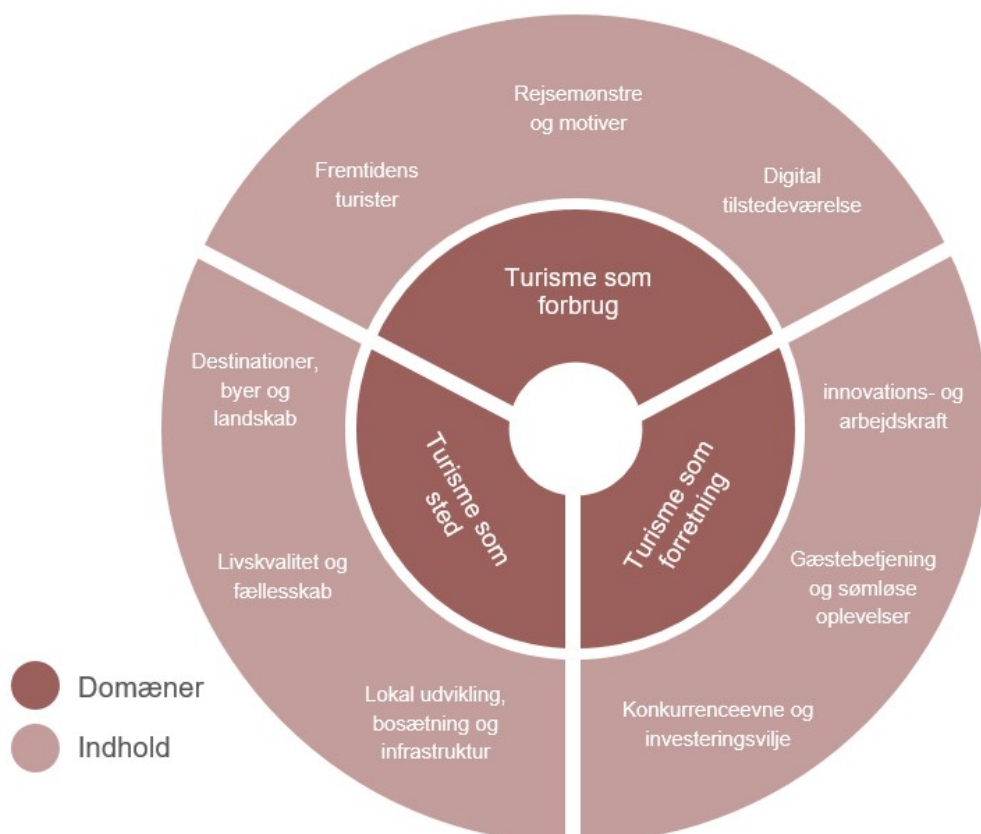 Rejsemønstre
og motiver
Fremtidens
turister
Digital
tilstedeværelse
Turisme som
forbrug
Destinationer,
byer og
landskab
innovations- og
arbejdskraft
Turisme som
sted
Turisme som
forretning
Livskvalitet og
fællesskab
Gæstebetjening
og sømløse
oplevelser
Lokal udvikling,
bosætning og
infrastruktur
Konkurrenceevne og
investeringsvilje
Domæner
Indhold